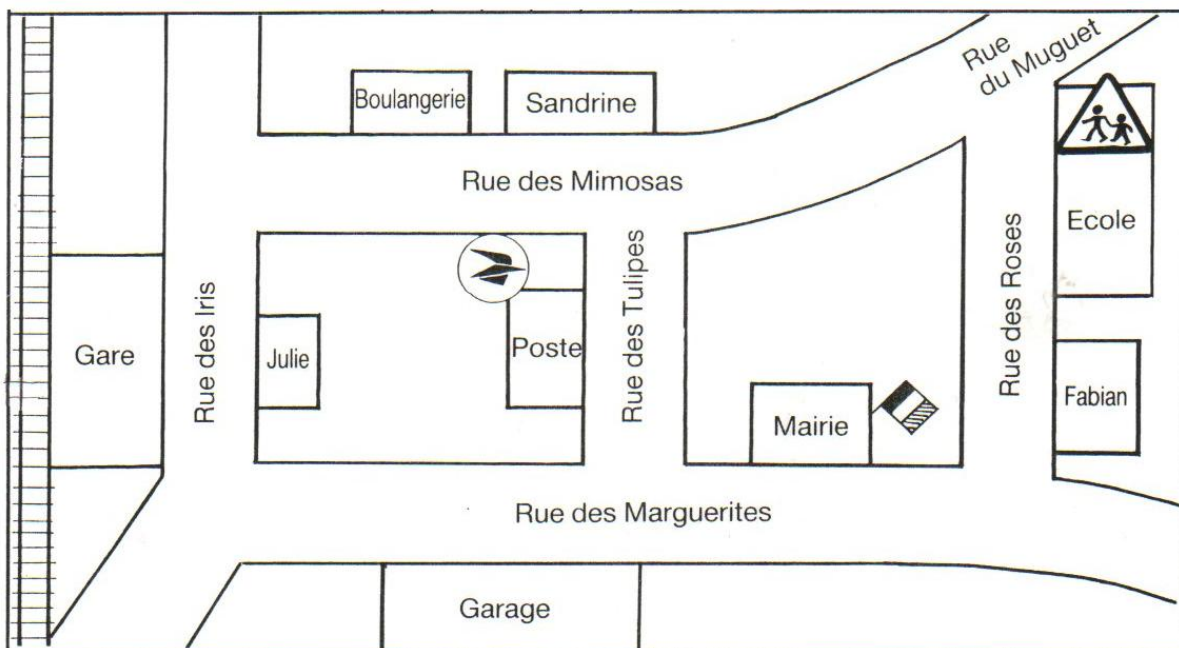 Rue
du Muguet
Boulangerie
Sandrine
Rue des Mimosas
Ecole
Rue des Roses
Rue des Tulipes
Rue des Iris
Gare
Julie
Poste
Fabian
Mairie
Rue des Marguerites
Garage